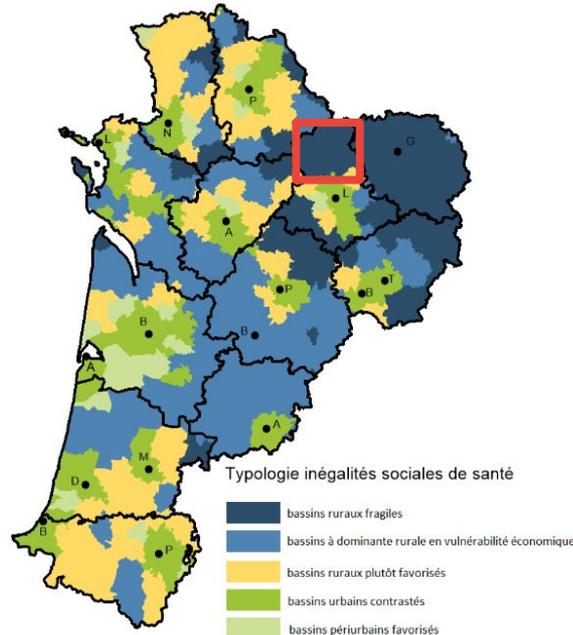 P
N
L
G
L
A
P
T
B
B
B
A
A
M
D
B
P
Typologie inégalités sociales de santé
bassins ruraux fragiles
bassins à dominante rurale en vulnérabilité économique
bassins ruraux plutôt favorisés
bassins urbains contrastés
bassins périurbains favorisés